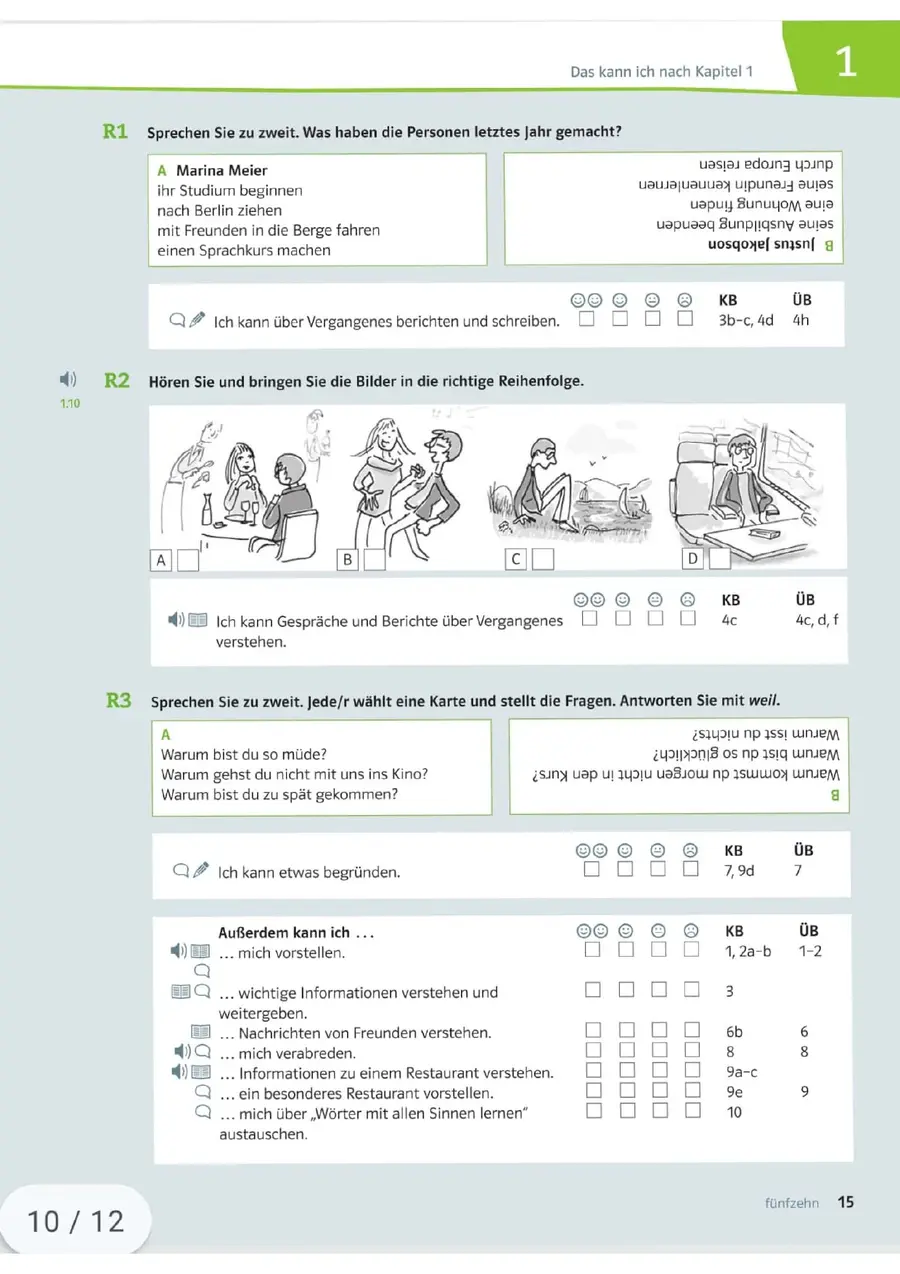 Das kann ich nach Kapitel 1
1
R1 Sprechen Sie zu zweit. Was haben die Personen letztes Jahr gemacht?
A Marina Meier
ihr Studium beginnen
nach Berlin ziehen
mit Freunden in die Berge fahren
einen Sprachkurs machen
B Justus Jakobson
seine Ausbildung beenden
eine Wohnung finden
seine Freundin kennenlernen
durch Europa reisen
KB ÜB
Ich kann über Vergangenes berichten und schreiben. 3b–c, 4d 4h
1.10
R2 Hören Sie und bringen Sie die Bilder in die richtige Reihenfolge.
A B C D
KB ÜB
Ich kann Gespräche und Berichte über Vergangenes 4c 4c, d, f
verstehen.
R3 Sprechen Sie zu zweit. Jede/r wählt eine Karte und stellt die Fragen. Antworten Sie mit weil.
A
Warum bist du so müde?
Warum gehst du nicht mit uns ins Kino?
Warum bist du zu spät gekommen?
B
Warum kommst du morgen nicht in den Kurs?
Warum bist du so glücklich?
Warum isst du nichts?
KB ÜB
Ich kann etwas begründen. 7, 9d 7
Außerdem kann ich ... KB ÜB
... mich vorstellen. 1, 2a–b 1–2
... wichtige Informationen verstehen und 3
weitergeben.
... Nachrichten von Freunden verstehen. 6b 6
... mich verabreden. 8 8
... Informationen zu einem Restaurant verstehen. 9a–c
... ein besonderes Restaurant vorstellen. 9e 9
... mich über „Wörter mit allen Sinnen lernen“ 10
austauschen.
fünfzehn 15
10 / 12